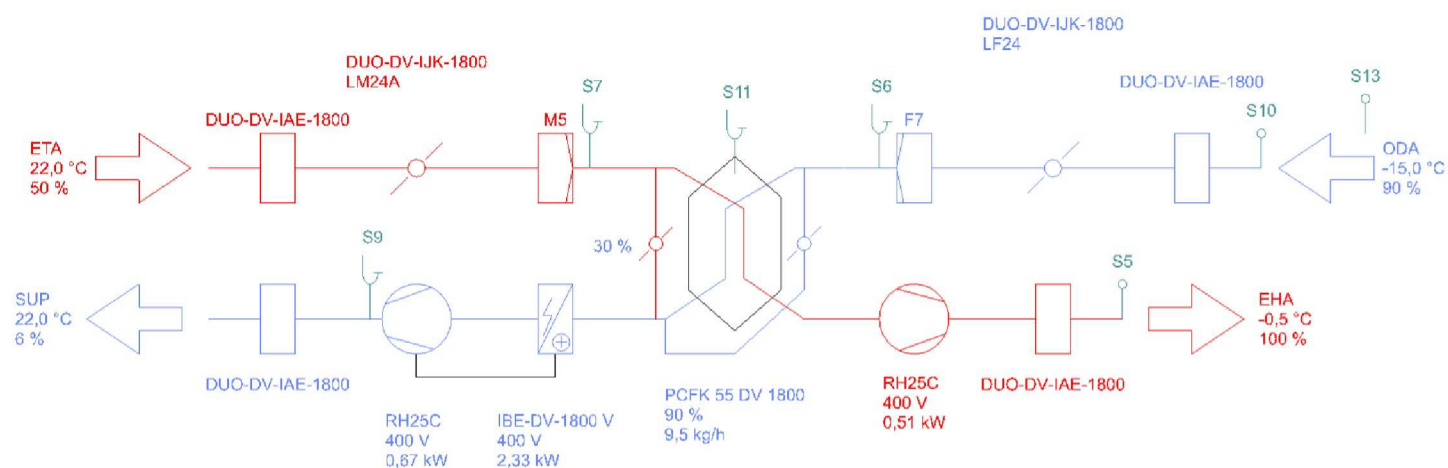 DUO-DV-IJK-1800
LF24
DUO-DV-IJK-1800
LM24A
S7
S11
S6
DUO-DV-IAE-1800
S13
S10
DUO-DV-IAE-1800
M5
F7
ETA
22,0 °C
50 %
ODA
-15,0 °C
90 %
S9
30 %
S5
SUP
22,0 °C
6 %
EHA
-0,5 °C
100 %
DUO-DV-IAE-1800
PCFK 55 DV 1800
90 %
9,5 kg/h
RH25C
400 V
0,51 kW
DUO-DV-IAE-1800
RH25C
400 V
0,67 kW
IBE-DV-1800 V
400 V
2,33 kW